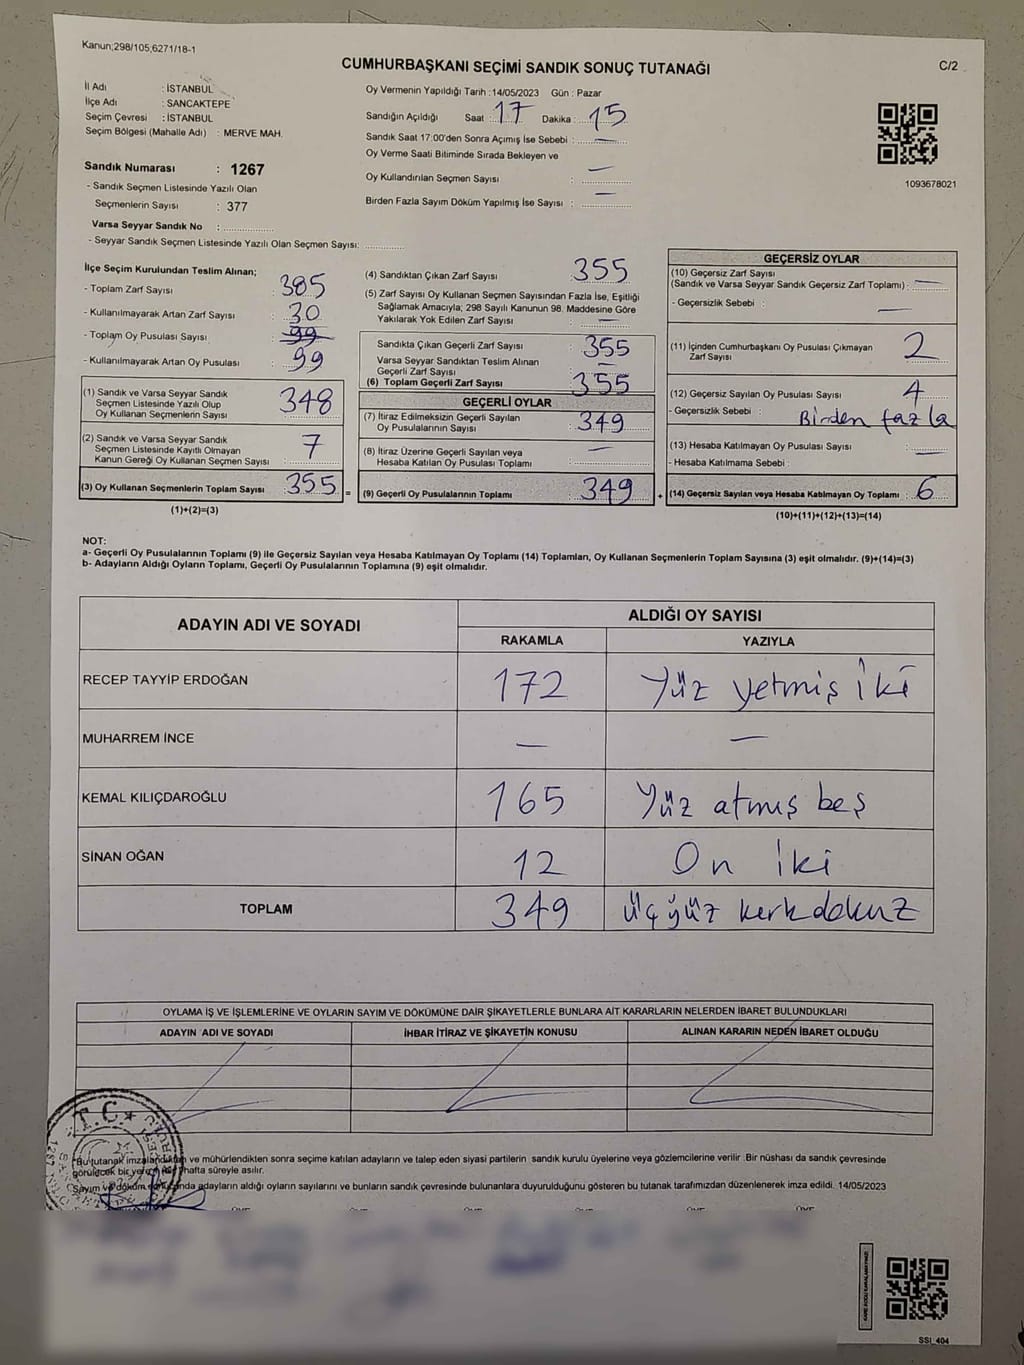 Kanun;298/105,6271/18-1
CUMHURBAŞKANI SEÇİMİ SANDIK SONUÇ TUTANAĞI
C/2
İl Adı : İSTANBUL
İlçe Adı : SANCAKTEPE
Seçim Çevresi : İSTANBUL
Seçim Bölgesi (Mahalle Adı) : MERVE MAH.
Sandık Numarası : 1267
- Sandık Seçmen Listesinde Yazılı Olan
Seçmenlerin Sayısı : 377
Varsa Seyyar Sandık No :
- Seyyar Sandık Seçmen Listesinde Yazılı Olan Seçmen Sayısı:
Oy Vermenin Yapıldığı Tarih : 14/05/2023 Gün : Pazar
Sandığın Açıldığı Saat : 17 Dakika : 15
Sandık Saat 17:00'den Sonra Açımış İse Sebebi : —
Oy Verme Saati Bitiminde Sırada Bekleyen ve
Oy Kullandırılan Seçmen Sayısı : —
Birden Fazla Sayım Döküm Yapılmış İse Sayısı : —
1093678021
İlçe Seçim Kurulundan Teslim Alınan;
- Toplam Zarf Sayısı : 385
- Kullanılmayarak Artan Zarf Sayısı : 30
- Toplam Oy Pusulası Sayısı : 99
- Kullanılmayarak Artan Oy Pusulası : 99
(1) Sandık ve Varsa Seyyar Sandık
Seçmen Listesinde Yazılı Olup
Oy Kullanan Seçmenlerin Sayısı : 348
(2) Sandık ve Varsa Seyyar Sandık
Seçmen Listesinde Kayıtlı Olmayan
Kanun Gereği Oy Kullanan Seçmen Sayısı : 7
(3) Oy Kullanan Seçmenlerin Toplam Sayısı : 355 =
(1)+(2)=(3)
(4) Sandıktan Çıkan Zarf Sayısı : 355
(5) Zarf Sayısı Oy Kullanan Seçmen Sayısından Fazla İse, Eşitliği
Sağlamak Amacıyla; 298 Sayılı Kanunun 98. Maddesine Göre
Yakılarak Yok Edilen Zarf Sayısı : —
Sandıkta Çıkan Geçerli Zarf Sayısı : 355
Varsa Seyyar Sandıktan Teslim Alınan
Geçerli Zarf Sayısı : —
(6) Toplam Geçerli Zarf Sayısı : 355
GEÇERLİ OYLAR
(7) İtiraz Edilmeksizin Geçerli Sayılan
Oy Pusulalarının Sayısı : 349
(8) İtiraz Üzerine Geçerli Sayılan veya
Hesaba Katılan Oy Pusulası Toplamı : —
(9) Geçerli Oy Pusulalarının Toplamı : 349 +
GEÇERSİZ OYLAR
(10) Geçersiz Zarf Sayısı
(Sandık ve Varsa Seyyar Sandık Geçersiz Zarf Toplamı) : —
- Geçersizlik Sebebi : —
(11) İçinden Cumhurbaşkanı Oy Pusulası Çıkmayan
Zarf Sayısı : 2
(12) Geçersiz Sayılan Oy Pusulası Sayısı : 4
- Geçersizlik Sebebi : Birden fazla
(13) Hesaba Katılmayan Oy Pusulası Sayısı : —
- Hesaba Katılmama Sebebi :
(14) Geçersiz Sayılan veya Hesaba Katılmayan Oy Toplamı : 6
(10)+(11)+(12)+(13)=(14)
NOT:
a- Geçerli Oy Pusulalarının Toplamı (9) ile Geçersiz Sayılan veya Hesaba Katılmayan Oy Toplamı (14) Toplamları, Oy Kullanan Seçmenlerin Toplam Sayısına (3) eşit olmalıdır. (9)+(14)=(3)
b- Adayların Aldığı Oyların Toplamı, Geçerli Oy Pusulalarının Toplamına (9) eşit olmalıdır.
ADAYIN ADI VE SOYADI ALDIĞI OY SAYISI
RAKAMLA YAZIYLA
RECEP TAYYİP ERDOĞAN 172 Yüz yetmiş iki
MUHARREM İNCE — —
KEMAL KILIÇDAROĞLU 165 Yüz atmış beş
SİNAN OĞAN 12 On iki
TOPLAM 349 üçyüz kerkdokuz
OYLAMA İŞ VE İŞLEMLERİNE VE OYLARIN SAYIM VE DÖKÜMÜNE DAİR ŞİKAYETLERLE BUNLARA AİT KARARLARIN NELERDEN İBARET BULUNDUKLARI
ADAYIN ADI VE SOYADI İHBAR İTİRAZ VE ŞİKAYETİN KONUSU ALINAN KARARIN NEDEN İBARET OLDUĞU
T.C.
Bu tutanak ve mühürlendikten sonra seçime katılan adayların ve talep eden siyasi partilerin sandık kurulu üyelerine veya gözlemcilerine verilir. Bir nüshası da sandık çevresinde
görülecek bir yere hafta süreyle asılır.
Sayım ve döküm adayların aldığı oyların sayılarını ve bunların sandık çevresinde bulunanlara duyurulduğunu gösteren bu tutanak tarafımızdan düzenlenerek imza edildi. 14/05/2023
SSI_404